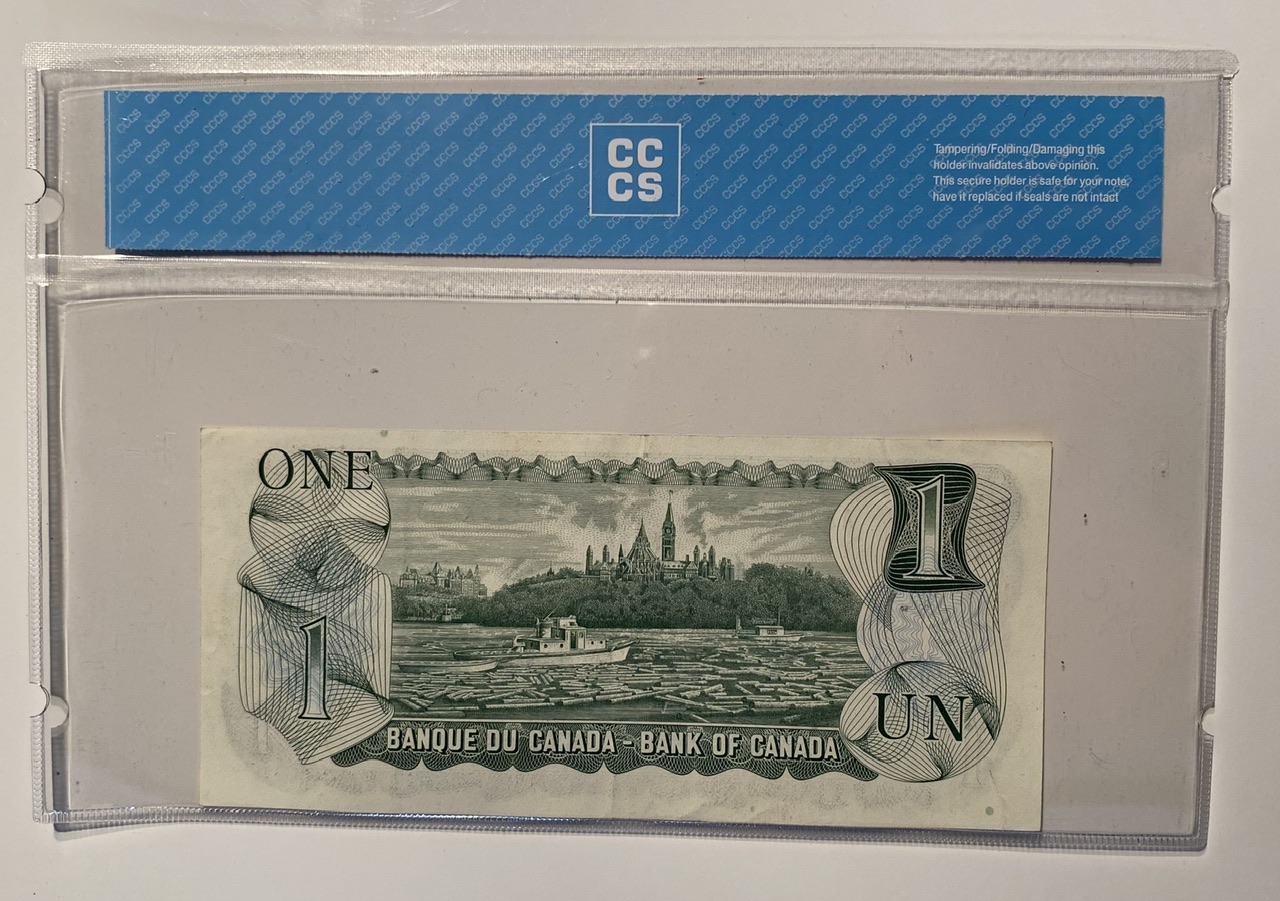 CC
CS
Tampering/Folding/Damaging this
holder invalidates above opinion.
This secure holder is safe for your note,
have it replaced if seals are not intact
ONE
1
1
UN
BANQUE DU CANADA - BANK OF CANADA